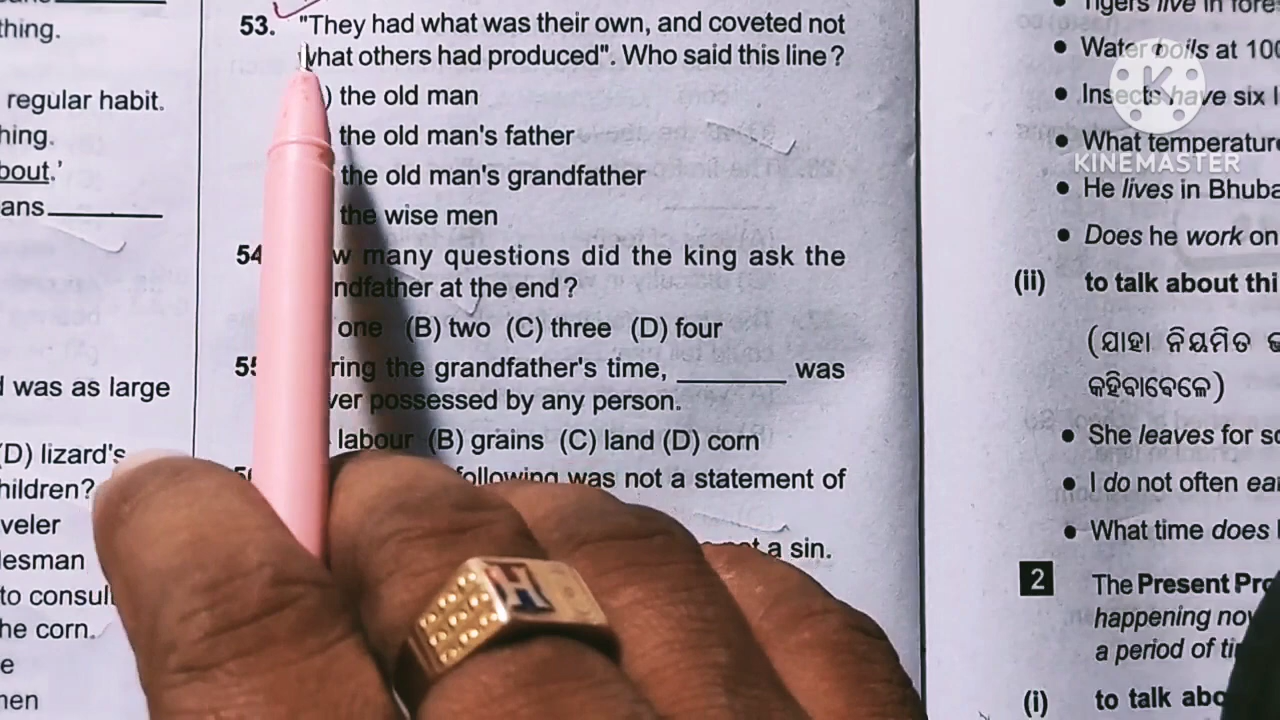 thing.
regular habit.
hing.
bout.'
ans
was as large
(D) lizard's
hildren?
veler
lesman
to consul
he corn.
e
nen
53. "They had what was their own, and coveted not
what others had produced". Who said this line?
) the old man
the old man's father
the old man's grandfather
the wise men
54 w many questions did the king ask the
ndfather at the end?
one (B) two (C) three (D) four
55 ring the grandfather's time, ________ was
ver possessed by any person.
labour (B) grains (C) land (D) corn
following was not a statement of
a sin.
Tigers live in fore
• Water boils at 100
• Insects have six l
• What temperature
• He lives in Bhuba
• Does he work on
(ii) to talk about thi
(ଯାହା ନିୟମିତ
କହିବାବେଳେ)
• She leaves for sc
• I do not often ear
• What time does
2 The Present Pro
happening nov
a period of ti
(i) to talk abo
K
KINEMASTER
H